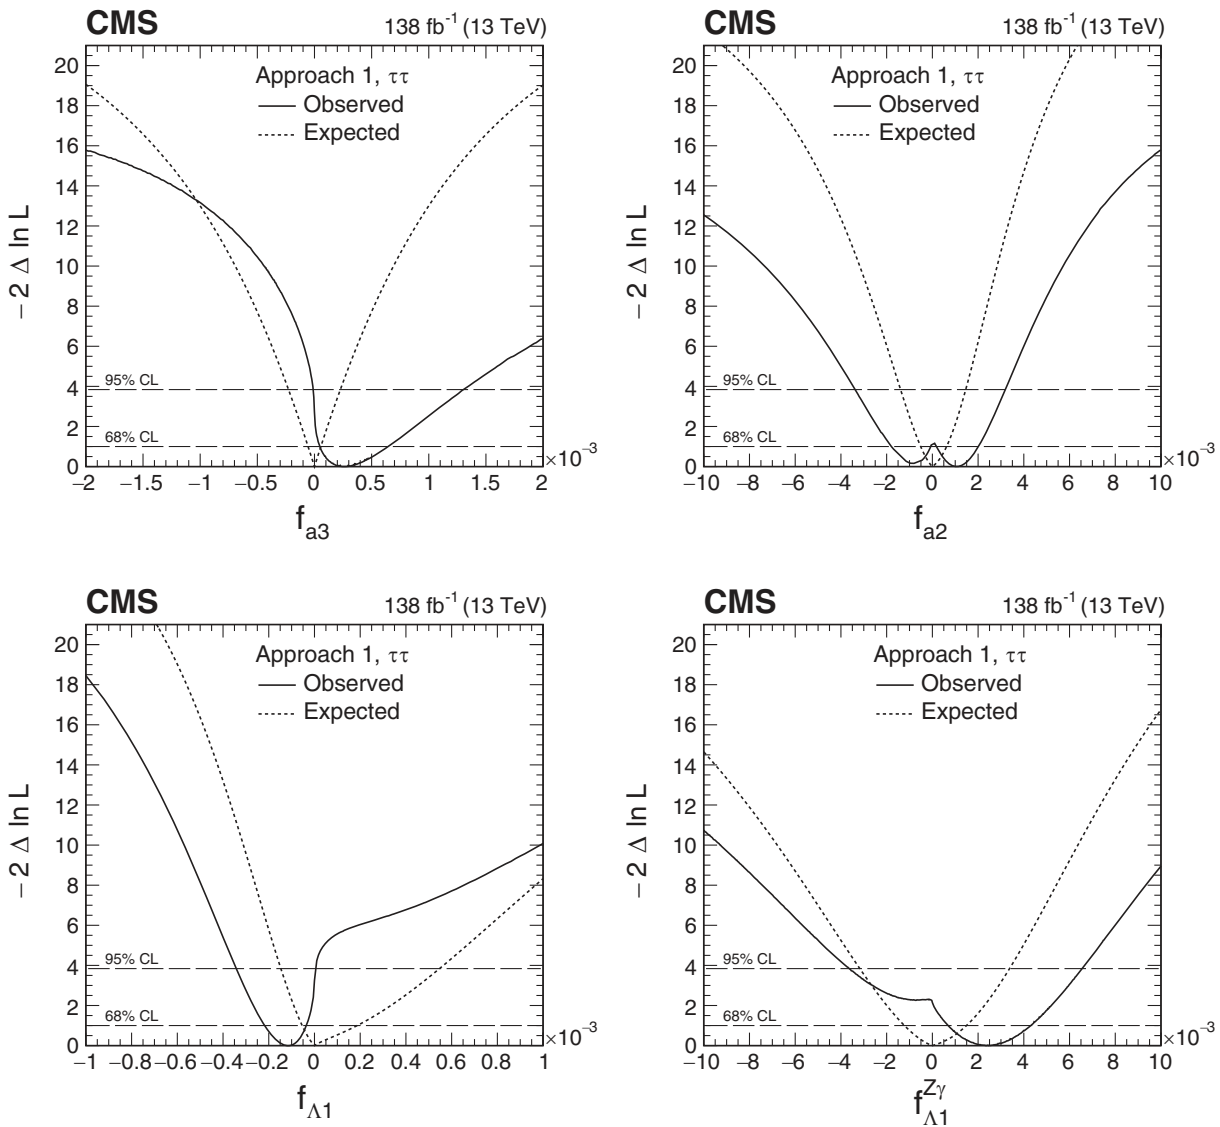 CMS 138 fb⁻¹ (13 TeV)
Approach 1, ττ
Observed
Expected
− 2 Δ ln L
20
18
16
14
12
10
8
6
4
2
0
95% CL
68% CL
−2 −1.5 −1 −0.5 0 0.5 1 1.5 2
×10⁻³
f_a3
CMS 138 fb⁻¹ (13 TeV)
Approach 1, ττ
Observed
Expected
− 2 Δ ln L
20
18
16
14
12
10
8
6
4
2
0
95% CL
68% CL
−10 −8 −6 −4 −2 0 2 4 6 8 10
×10⁻³
f_a2
CMS 138 fb⁻¹ (13 TeV)
Approach 1, ττ
Observed
Expected
− 2 Δ ln L
20
18
16
14
12
10
8
6
4
2
0
95% CL
68% CL
−1 −0.8 −0.6 −0.4 −0.2 0 0.2 0.4 0.6 0.8 1
×10⁻³
f_Λ1
CMS 138 fb⁻¹ (13 TeV)
Approach 1, ττ
Observed
Expected
− 2 Δ ln L
20
18
16
14
12
10
8
6
4
2
0
95% CL
68% CL
−10 −8 −6 −4 −2 0 2 4 6 8 10
×10⁻³
f_Λ1^Zγ